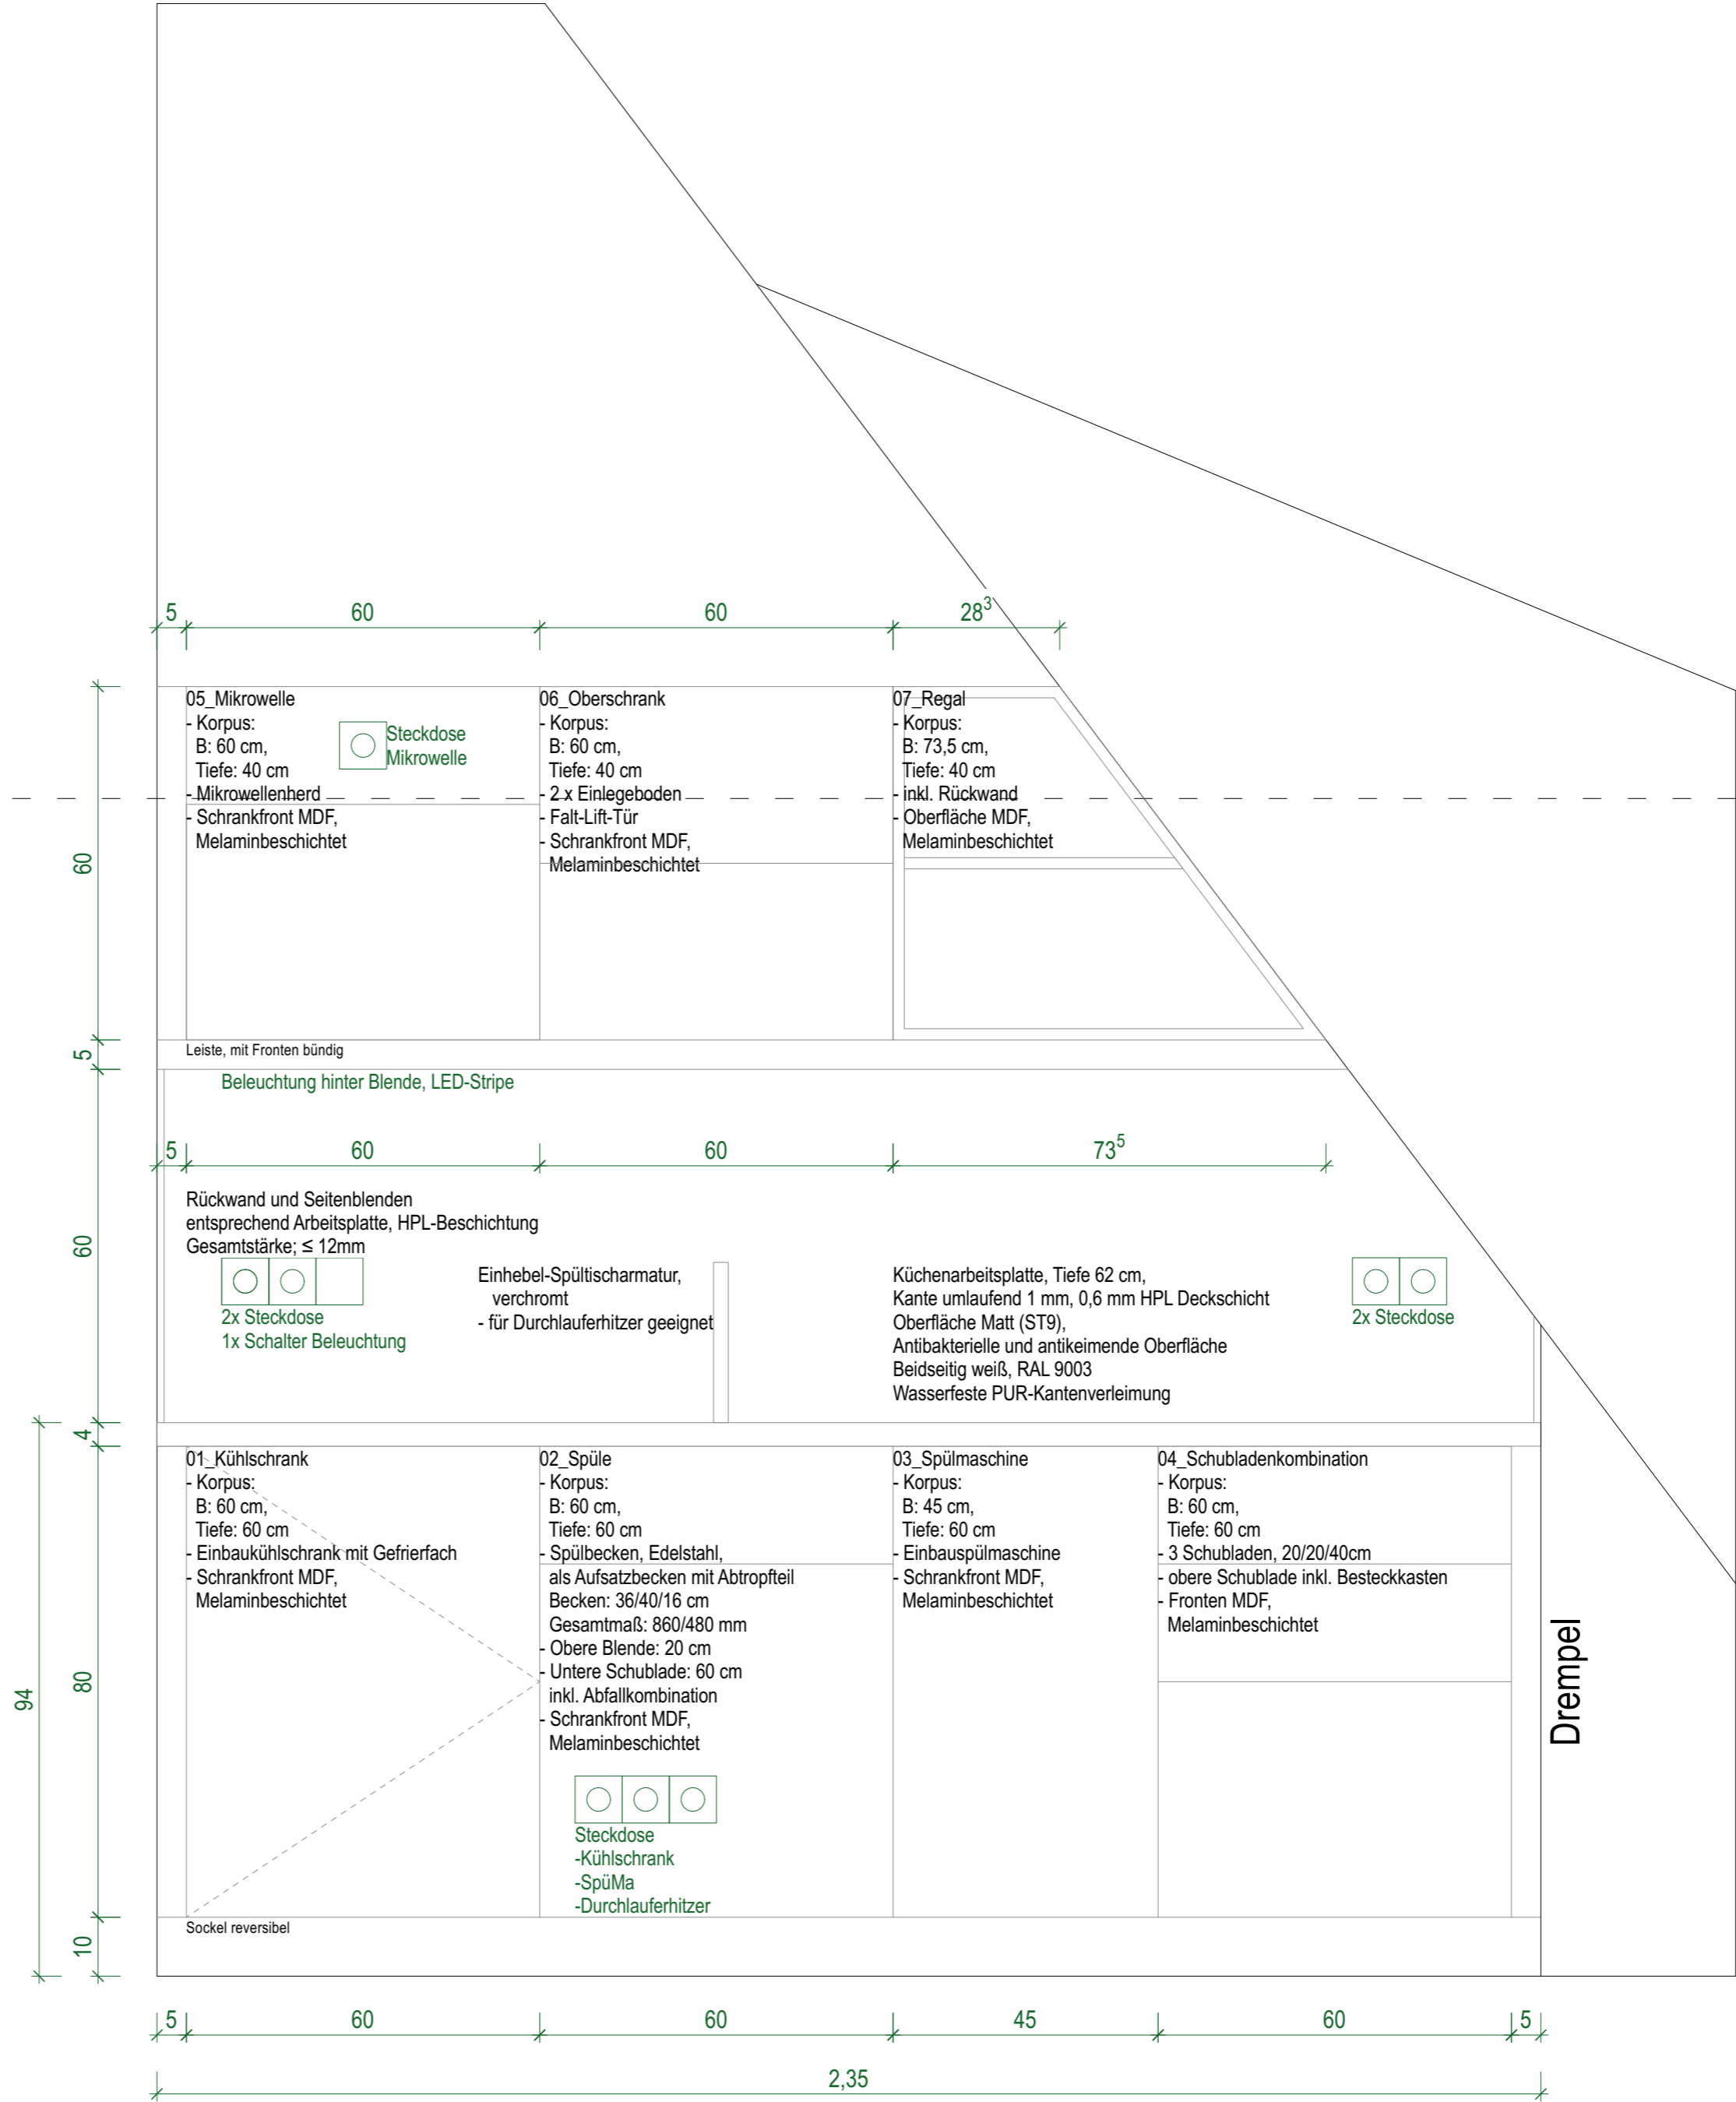 5
60
60
28³
05_Mikrowelle
- Korpus:
B: 60 cm,
Tiefe: 40 cm
- Mikrowellenherd
- Schrankfront MDF,
Melaminbeschichtet
Steckdose
Mikrowelle
06_Oberschrank
- Korpus:
B: 60 cm,
Tiefe: 40 cm
- 2 x Einlegeboden
- Falt-Lift-Tür
- Schrankfront MDF,
Melaminbeschichtet
07_Regal
- Korpus:
B: 73,5 cm,
Tiefe: 40 cm
- inkl. Rückwand
- Oberfläche MDF,
Melaminbeschichtet
60
5
Leiste, mit Fronten bündig
Beleuchtung hinter Blende, LED-Stripe
5
60
60
73⁵
60
Rückwand und Seitenblenden
entsprechend Arbeitsplatte, HPL-Beschichtung
Gesamtstärke; ≤ 12mm
2x Steckdose
1x Schalter Beleuchtung
Einhebel-Spültischarmatur,
verchromt
- für Durchlauferhitzer geeignet
Küchenarbeitsplatte, Tiefe 62 cm,
Kante umlaufend 1 mm, 0,6 mm HPL Deckschicht
Oberfläche Matt (ST9),
Antibakterielle und antikeimende Oberfläche
Beidseitig weiß, RAL 9003
Wasserfeste PUR-Kantenverleimung
2x Steckdose
4
01_Kühlschrank
- Korpus:
B: 60 cm,
Tiefe: 60 cm
- Einbaukühlschrank mit Gefrierfach
- Schrankfront MDF,
Melaminbeschichtet
02_Spüle
- Korpus:
B: 60 cm,
Tiefe: 60 cm
- Spülbecken, Edelstahl,
als Aufsatzbecken mit Abtropfteil
Becken: 36/40/16 cm
Gesamtmaß: 860/480 mm
- Obere Blende: 20 cm
- Untere Schublade: 60 cm
inkl. Abfallkombination
- Schrankfront MDF,
Melaminbeschichtet
Steckdose
-Kühlschrank
-SpüMa
-Durchlauferhitzer
03_Spülmaschine
- Korpus:
B: 45 cm,
Tiefe: 60 cm
- Einbauspülmaschine
- Schrankfront MDF,
Melaminbeschichtet
04_Schubladenkombination
- Korpus:
B: 60 cm,
Tiefe: 60 cm
- 3 Schubladen, 20/20/40cm
- obere Schublade inkl. Besteckkasten
- Fronten MDF,
Melaminbeschichtet
Drempel
94
80
10
Sockel reversibel
5
60
60
45
60
5
2,35